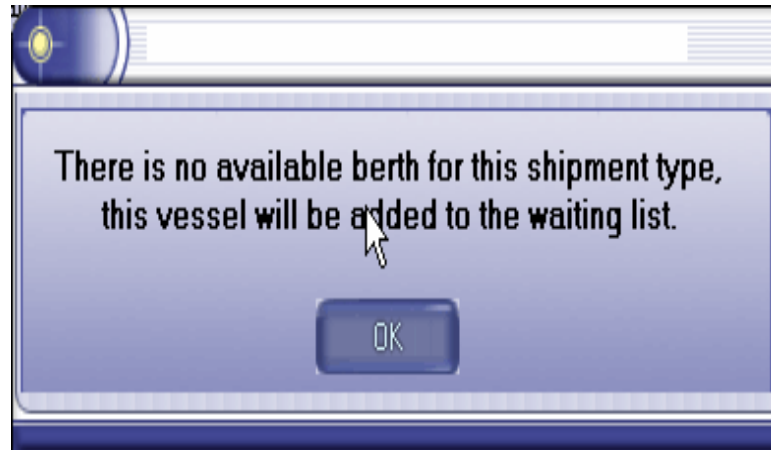 There is no available berth for this shipment type,
this vessel will be added to the waiting list.
OK